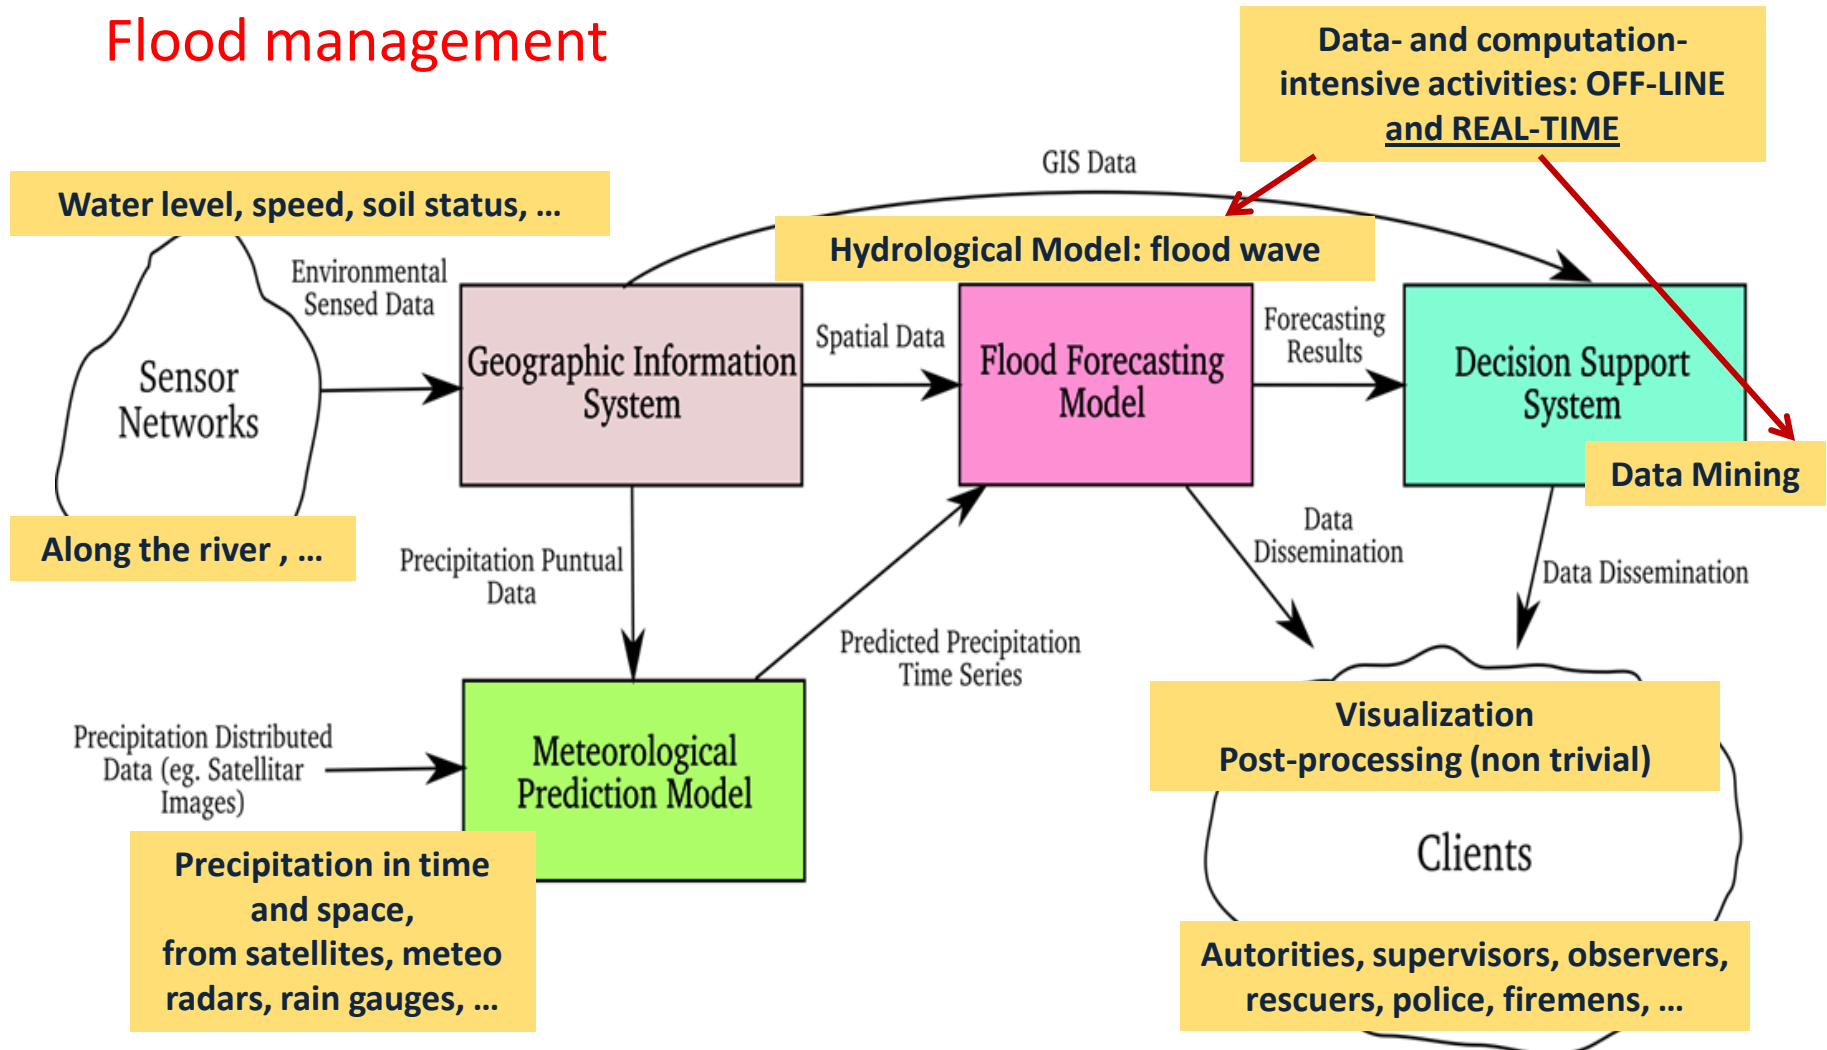 Flood management
Data- and computation-
intensive activities: OFF-LINE
and REAL-TIME
GIS Data
Water level, speed, soil status, ...
Hydrological Model: flood wave
Environmental
Sensed Data
Sensor
Networks
Geographic Information
System
Spatial Data
Flood Forecasting
Model
Forecasting
Results
Decision Support
System
Data Mining
Along the river , ...
Precipitation Puntual
Data
Data
Dissemination
Data Dissemination
Predicted Precipitation
Time Series
Precipitation Distributed
Data (eg. Satellitar
Images)
Meteorological
Prediction Model
Visualization
Post-processing (non trivial)
Clients
Precipitation in time
and space,
from satellites, meteo
radars, rain gauges, ...
Autorities, supervisors, observers,
rescuers, police, firemens, ...